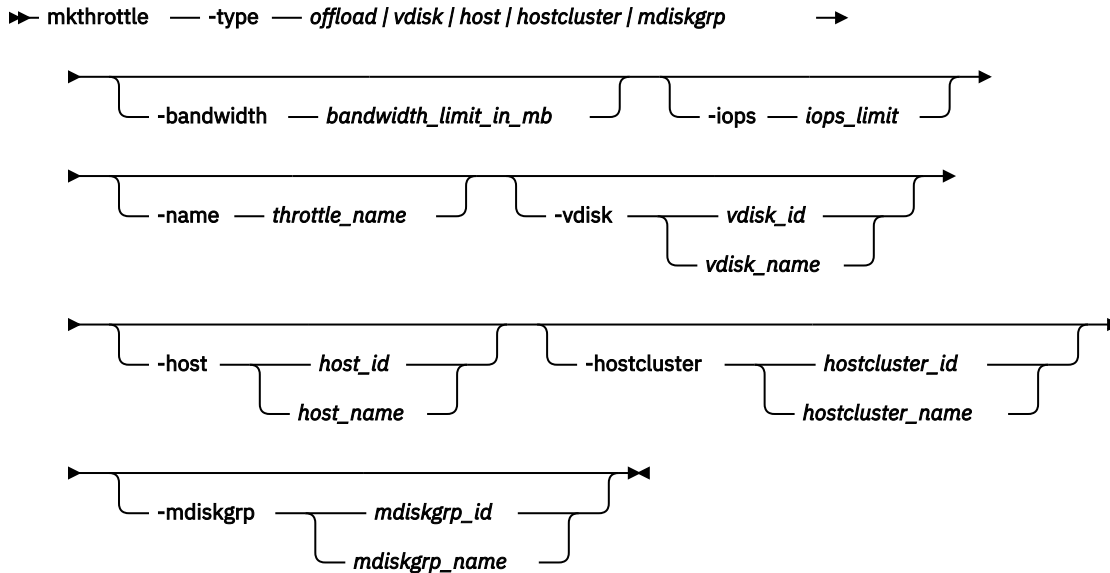 mkthrottle -type offload | vdisk | host | hostcluster | mdiskgrp
-bandwidth bandwidth_limit_in_mb -iops iops_limit
-name throttle_name -vdisk vdisk_id
vdisk_name
-host host_id -hostcluster hostcluster_id
host_name hostcluster_name
-mdiskgrp mdiskgrp_id
mdiskgrp_name